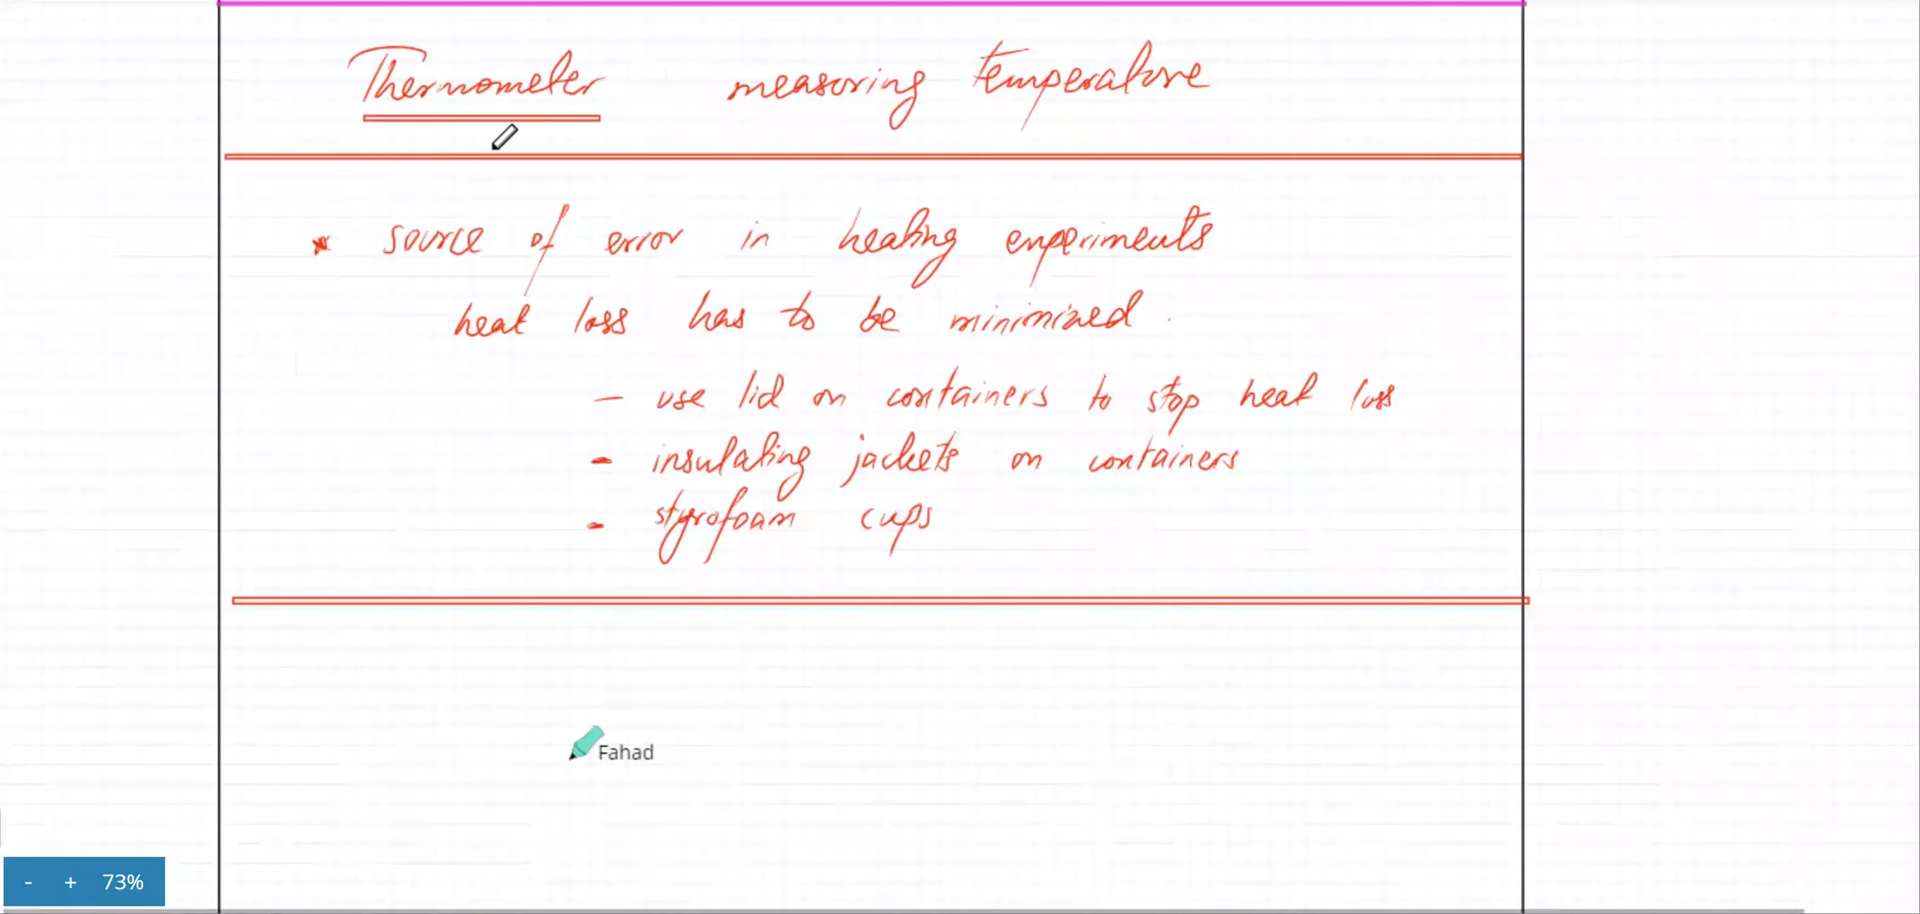 Thermometer measuring temperature
* source of error in heating experiments
heat loss has to be minimized.
- use lid on containers to stop heat loss
- insulating jackets on containers
- styrofoam cups
Fahad
- + 73%